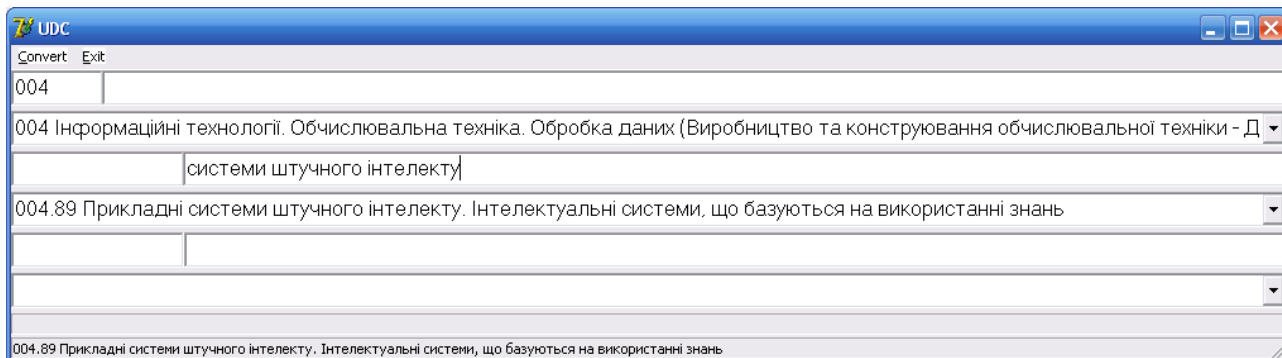 UDC
Convert Exit
004
004 Інформаційні технології. Обчислювальна техніка. Обробка даних (Виробництво та конструювання обчислювальної техніки - Д
системи штучного інтелекту
004.89 Прикладні системи штучного інтелекту. Інтелектуальні системи, що базуються на використанні знань
004.89 Прикладні системи штучного інтелекту. Інтелектуальні системи, що базуються на використанні знань